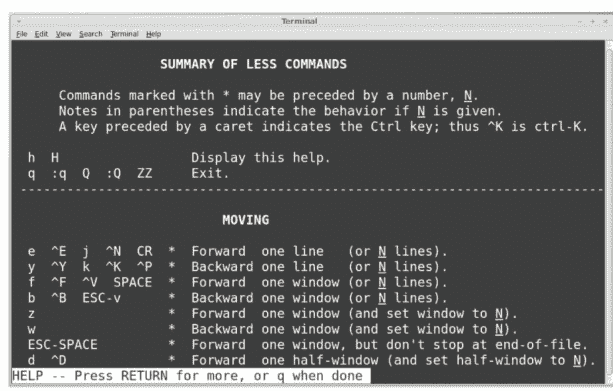 Terminal
File Edit View Search Terminal Help
SUMMARY OF LESS COMMANDS
Commands marked with * may be preceded by a number, N.
Notes in parentheses indicate the behavior if N is given.
A key preceded by a caret indicates the Ctrl key; thus ^K is ctrl-K.
h H Display this help.
q :q Q :Q ZZ Exit.
---------------------------------------------------------------------------
MOVING
e ^E j ^N CR * Forward one line (or N lines).
y ^Y k ^K ^P * Backward one line (or N lines).
f ^F ^V SPACE * Forward one window (or N lines).
b ^B ESC-v * Backward one window (or N lines).
z * Forward one window (and set window to N).
w * Backward one window (and set window to N).
ESC-SPACE * Forward one window, but don't stop at end-of-file.
d ^D * Forward one half-window (and set half-window to N).
HELP -- Press RETURN for more, or q when done